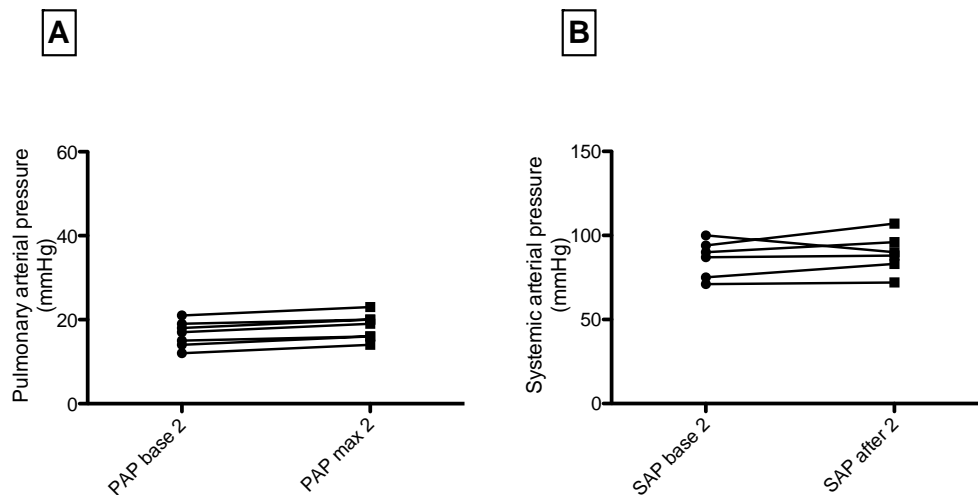 A
B
Pulmonary arterial pressure
(mmHg)
60
40
20
0
PAP base 2
PAP max 2
Systemic arterial pressure
(mmHg)
150
100
50
0
SAP base 2
SAP after 2